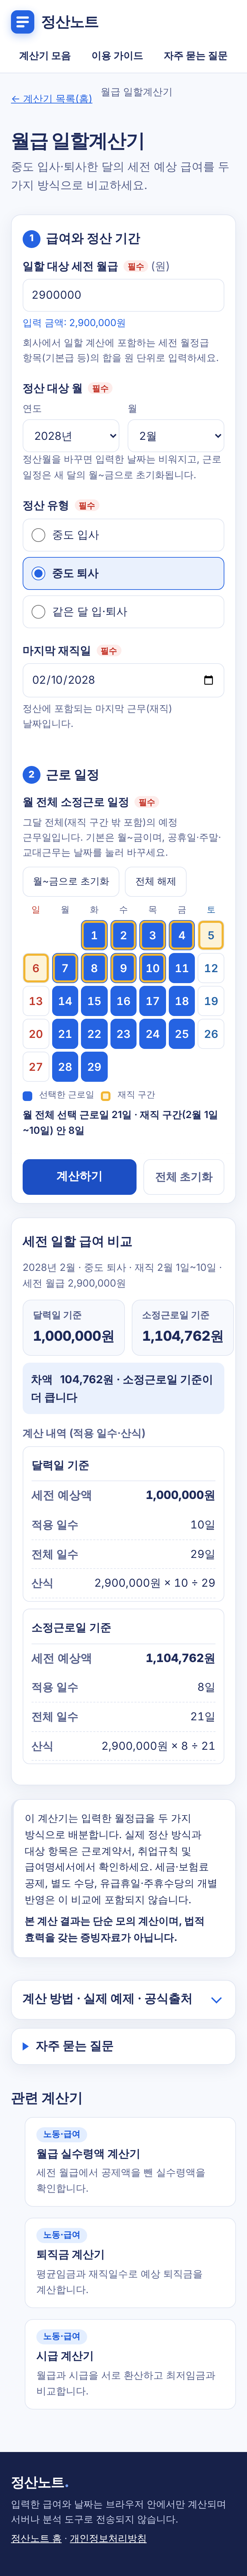 정산노트
계산기 모음 이용 가이드 자주 묻는 질문
← 계산기 목록(홈) 월급 일할계산기
월급 일할계산기
중도 입사·퇴사한 달의 세전 예상 급여를 두
가지 방식으로 비교하세요.
1 급여와 정산 기간
일할 대상 세전 월급 필수 (원)
2900000
입력 금액: 2,900,000원
회사에서 일할 계산에 포함하는 세전 월정급
항목(기본급 등)의 합을 원 단위로 입력하세요.
정산 대상 월 필수
연도 월
2028년 2월
정산월을 바꾸면 입력한 날짜는 비워지고, 근로
일정은 새 달의 월~금으로 초기화됩니다.
정산 유형 필수
중도 입사
중도 퇴사
같은 달 입·퇴사
마지막 재직일 필수
02/10/2028
정산에 포함되는 마지막 근무(재직)
날짜입니다.
2 근로 일정
월 전체 소정근로 일정 필수
그달 전체(재직 구간 밖 포함)의 예정
근무일입니다. 기본은 월~금이며, 공휴일·주말·
교대근무는 날짜를 눌러 바꾸세요.
월~금으로 초기화 전체 해제
일 월 화 수 목 금 토
1 2 3 4 5
6 7 8 9 10 11 12
13 14 15 16 17 18 19
20 21 22 23 24 25 26
27 28 29
선택한 근로일 재직 구간
월 전체 선택 근로일 21일 · 재직 구간(2월 1일
~10일) 안 8일
계산하기 전체 초기화
세전 일할 급여 비교
2028년 2월 · 중도 퇴사 · 재직 2월 1일~10일 ·
세전 월급 2,900,000원
달력일 기준 소정근로일 기준
1,000,000원 1,104,762원
차액 104,762원 · 소정근로일 기준이
더 큽니다
계산 내역 (적용 일수·산식)
달력일 기준
세전 예상액 1,000,000원
적용 일수 10일
전체 일수 29일
산식 2,900,000원 × 10 ÷ 29
소정근로일 기준
세전 예상액 1,104,762원
적용 일수 8일
전체 일수 21일
산식 2,900,000원 × 8 ÷ 21
이 계산기는 입력한 월정급을 두 가지
방식으로 배분합니다. 실제 정산 방식과
대상 항목은 근로계약서, 취업규칙 및
급여명세서에서 확인하세요. 세금·보험료
공제, 별도 수당, 유급휴일·주휴수당의 개별
반영은 이 비교에 포함되지 않습니다.
본 계산 결과는 단순 모의 계산이며, 법적
효력을 갖는 증빙자료가 아닙니다.
계산 방법 · 실제 예제 · 공식출처
자주 묻는 질문
관련 계산기
노동·급여
월급 실수령액 계산기
세전 월급에서 공제액을 뺀 실수령액을
확인합니다.
노동·급여
퇴직금 계산기
평균임금과 재직일수로 예상 퇴직금을
계산합니다.
노동·급여
시급 계산기
월급과 시급을 서로 환산하고 최저임금과
비교합니다.
정산노트.
입력한 급여와 날짜는 브라우저 안에서만 계산되며
서버나 분석 도구로 전송되지 않습니다.
정산노트 홈 · 개인정보처리방침